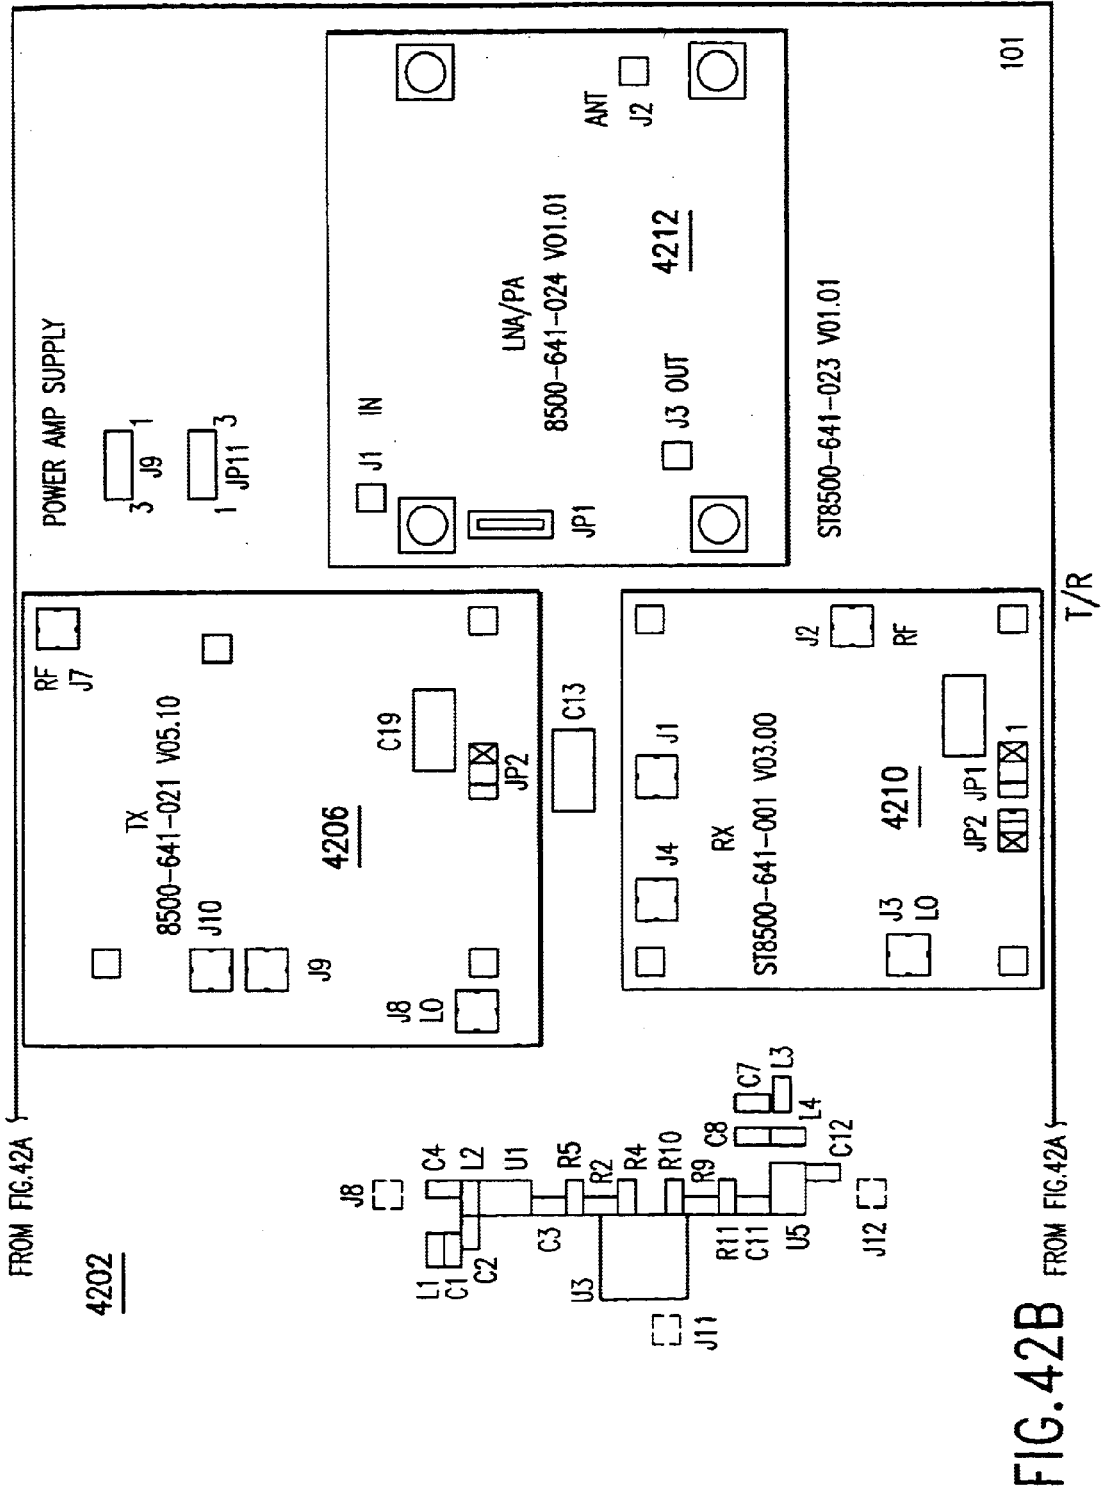 FROM FIG.42A
4202
POWER AMP SUPPLY
3
J9
1
1
JP11
3
RF
J7
TX
8500-641-021 V05.10
J10
J9
4206
C19
J8
LO
JP2
C13
J1
IN
LNA/PA
8500-641-024 V01.01
ANT
J2
JP1
J3 OUT
4212
ST8500-641-023 V01.01
101
J4
J1
RX
ST8500-641-001 V03.00
J2
RF
J3
LO
4210
JP2
JP1
1
T/R
J8
L1
C1
C2
C4
L2
U1
C3
R5
R2
R4
U3
R10
R9
R11
C11
U5
J11
J12
C8
C7
L3
L4
C12
FROM FIG.42A
FIG.42B